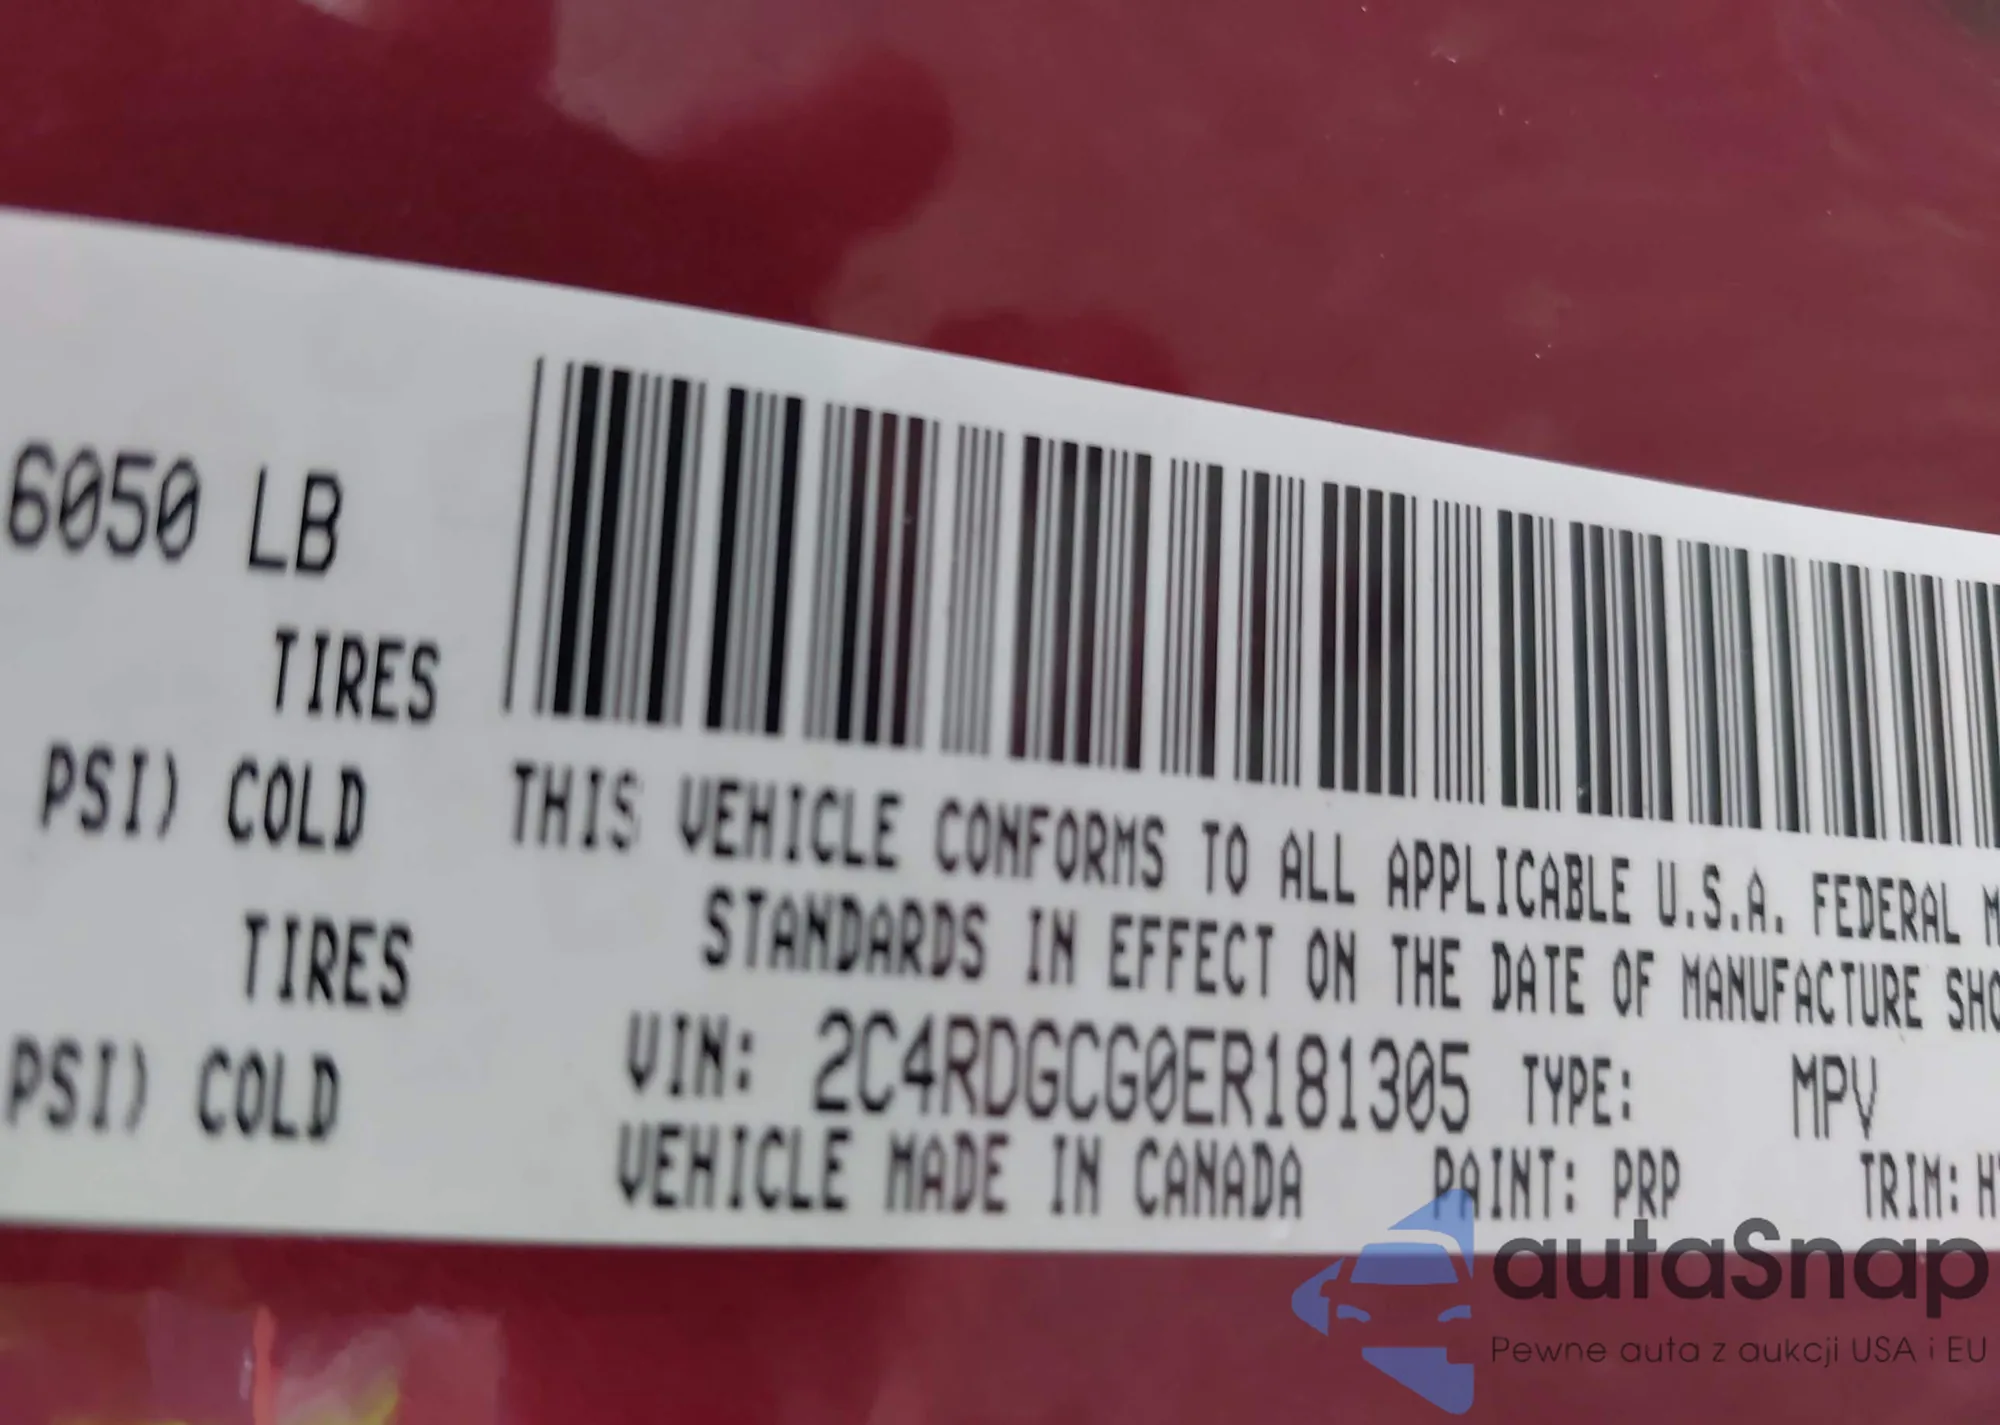 6050 LB
TIRES
PSI) COLD
TIRES
PSI) COLD
THIS VEHICLE CONFORMS TO ALL APPLICABLE U.S.A. FEDERAL M
STANDARDS IN EFFECT ON THE DATE OF MANUFACTURE SHO
VIN: 2C4RDGCG0ER181305 TYPE: MPV
VEHICLE MADE IN CANADA PAINT: PRP TRIM: H
autaSnap
Pewne auta z aukcji USA i EU